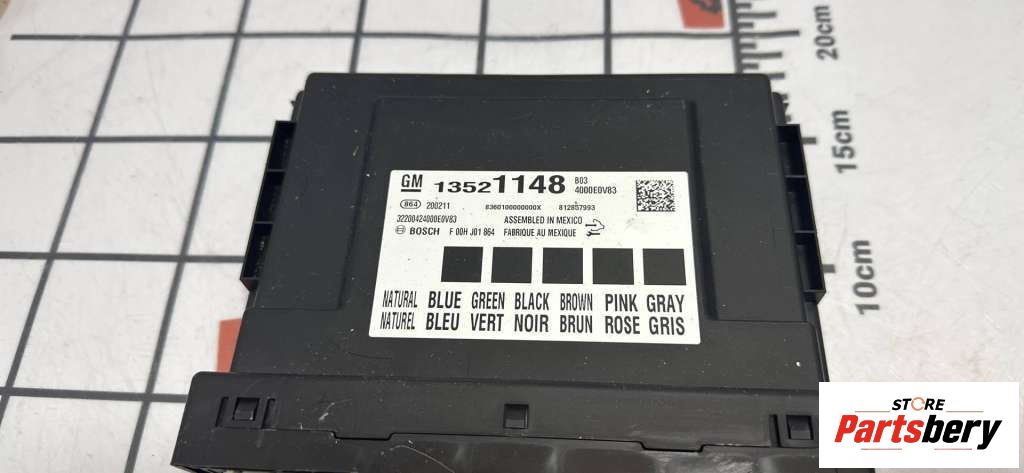 20cm
15cm
10cm
GM 13521148 B03
4000E0V83
864 200211 8360100000000X 812857993
32200424000E0V83 ASSEMBLED IN MEXICO
BOSCH F 00H J01 864 FABRIQUE AU MEXIQUE
NATURAL BLUE GREEN BLACK BROWN PINK GRAY
NATUREL BLEU VERT NOIR BRUN ROSE GRIS
STORE
Partsbery